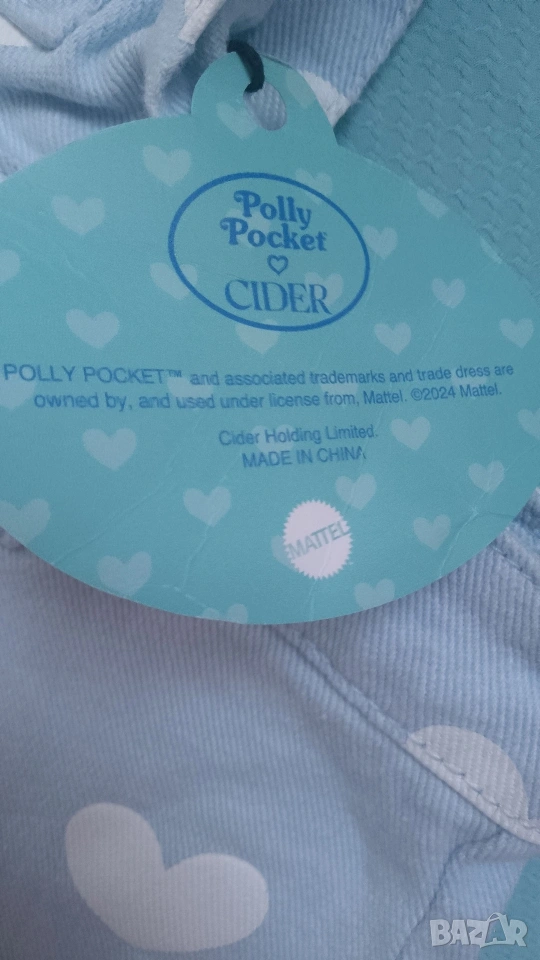 Polly
Pocket
CIDER
POLLY POCKET™ and associated trademarks and trade dress are
owned by, and used under license from, Mattel. ©2024 Mattel.
Cider Holding Limited.
MADE IN CHINA
MATTEL
BAZAR